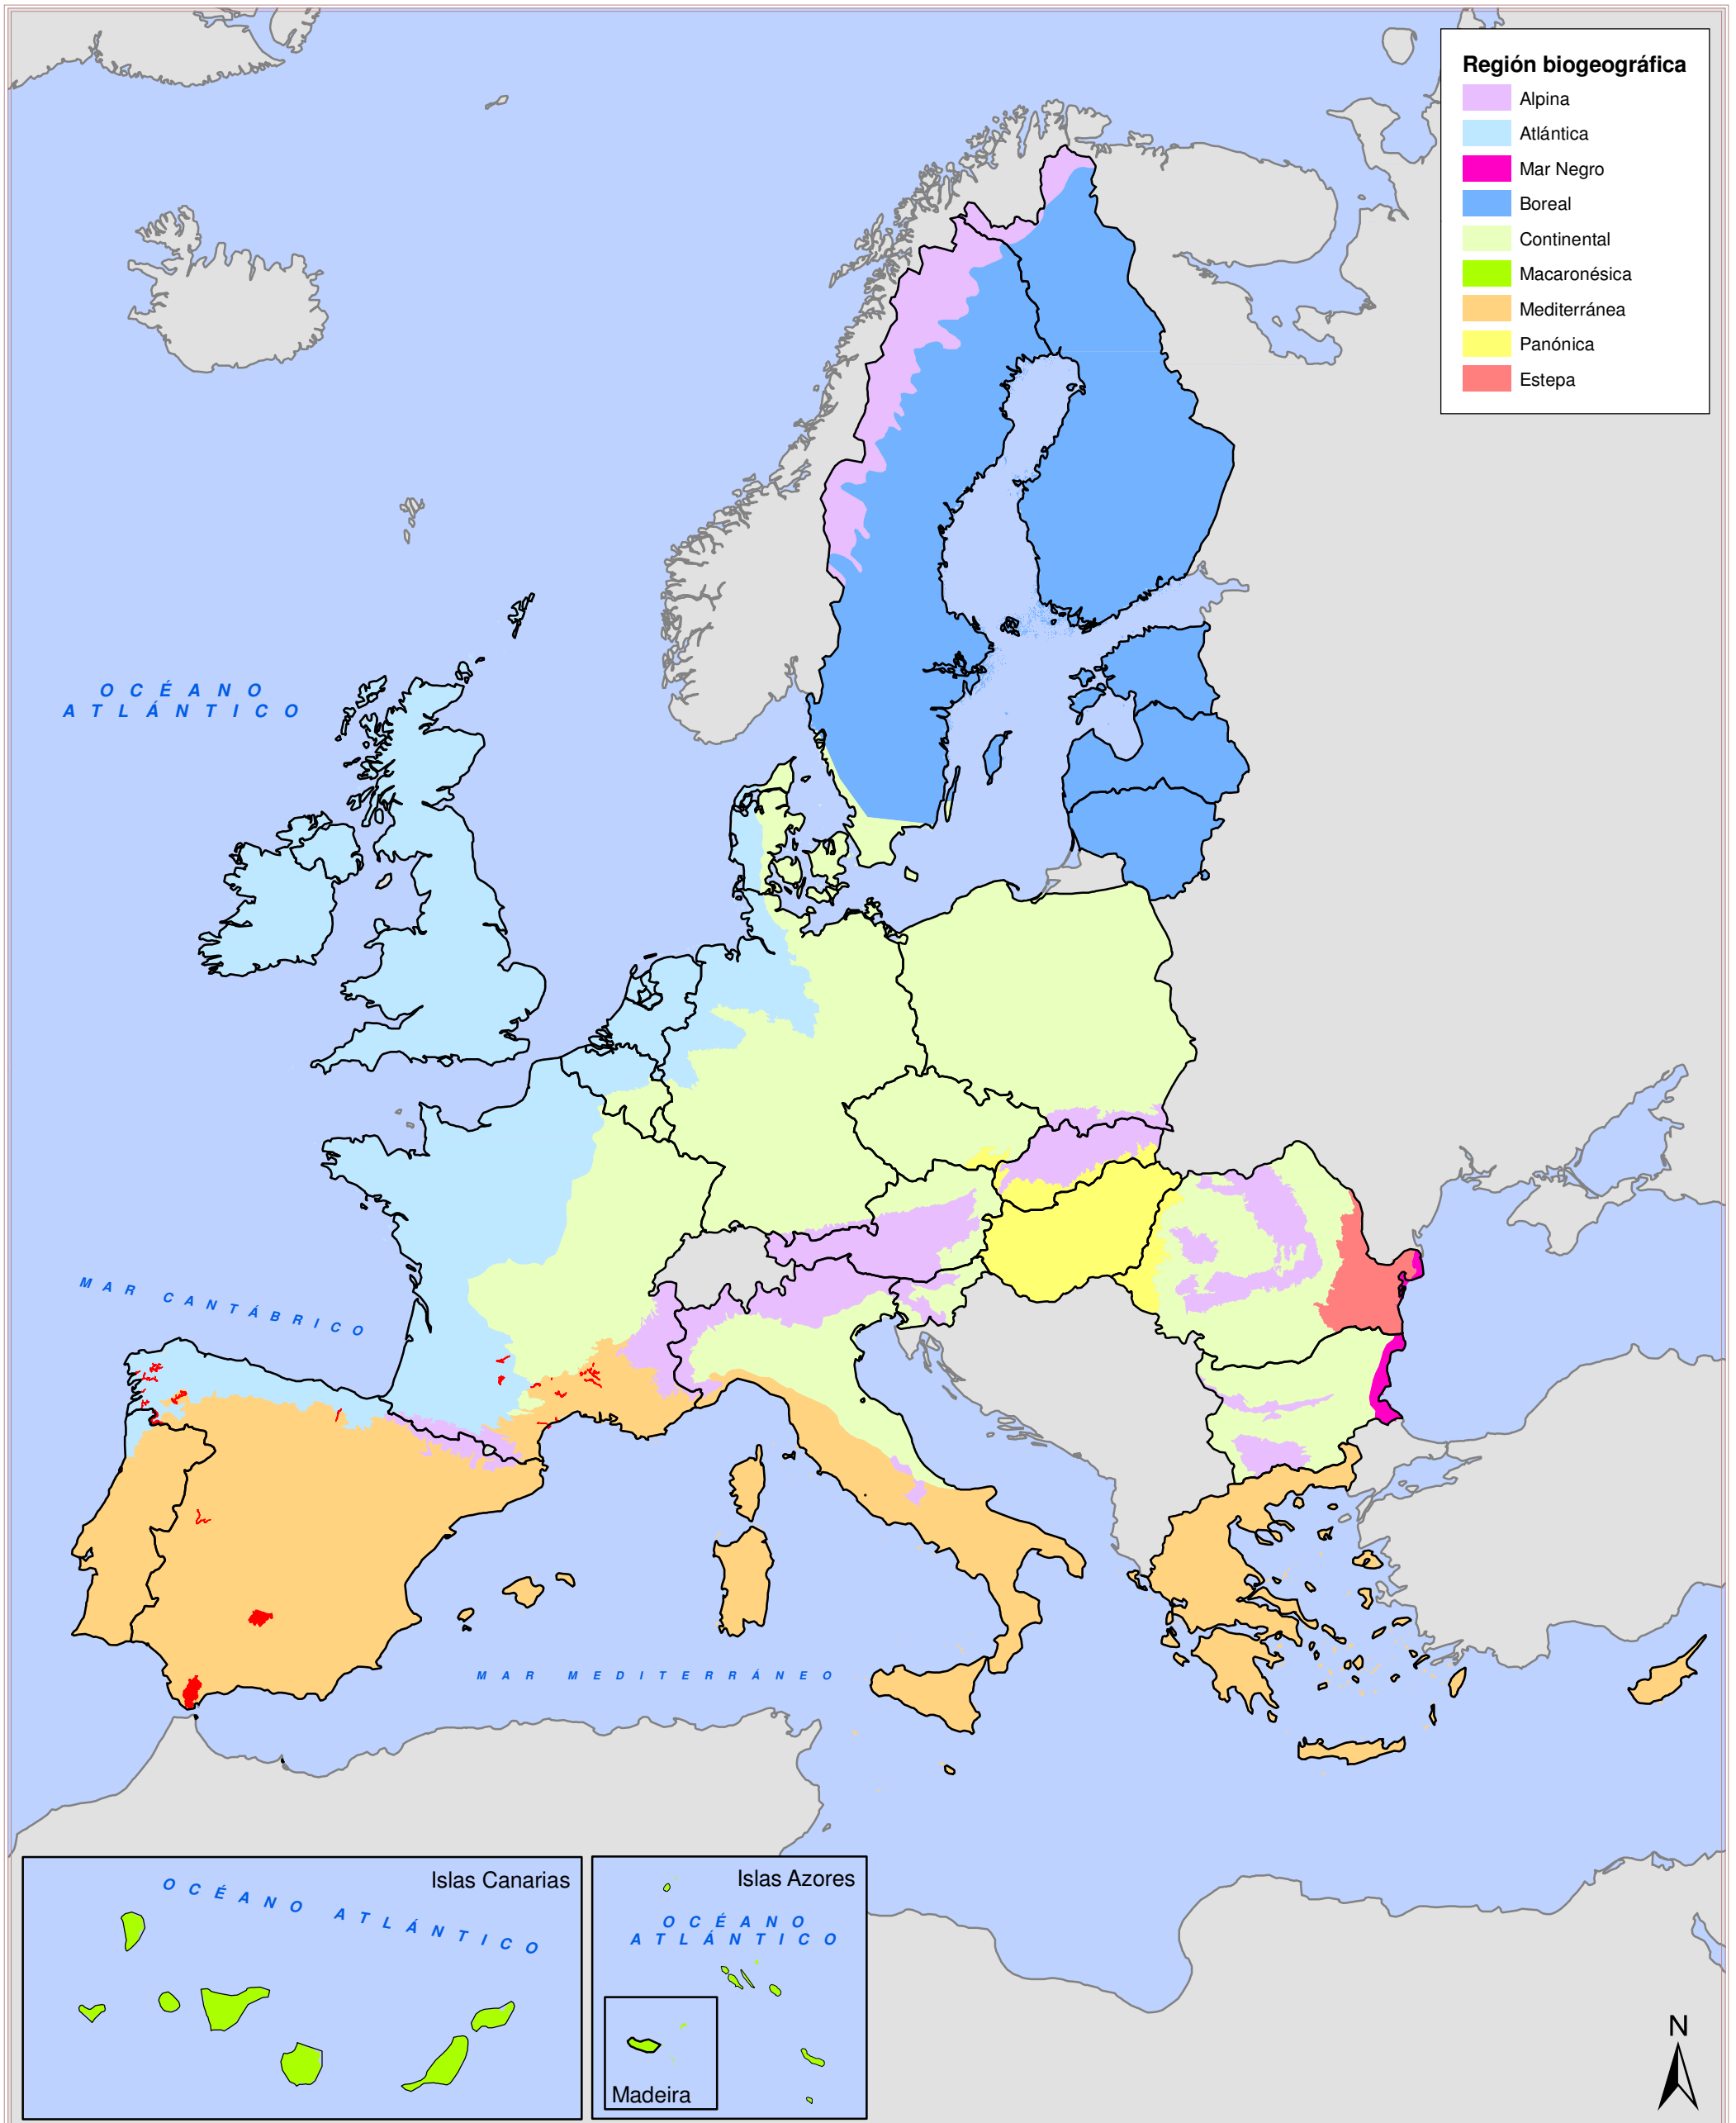 Región biogeográfica
Alpina
Atlántica
Mar Negro
Boreal
Continental
Macaronésica
Mediterránea
Panónica
Estepa
OCÉANO
ATLÁNTICO
MAR CANTÁBRICO
MAR MEDITERRÁNEO
Islas Canarias
OCÉANO ATLÁNTICO
Islas Azores
OCÉANO
ATLÁNTICO
Madeira
N